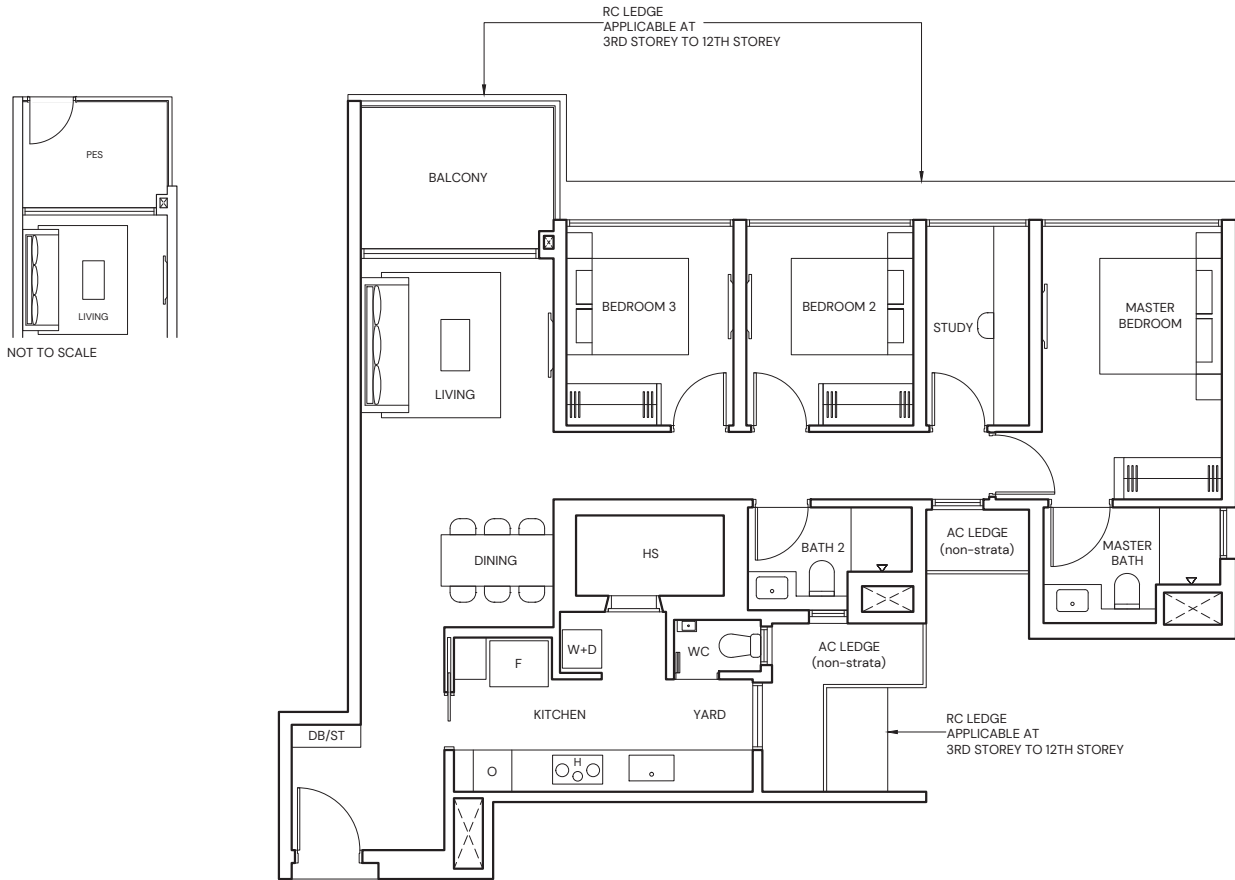 RC LEDGE
APPLICABLE AT
3RD STOREY TO 12TH STOREY
PES
LIVING
NOT TO SCALE
BALCONY
BEDROOM 3
BEDROOM 2
STUDY
MASTER
BEDROOM
LIVING
DINING
HS
BATH 2
AC LEDGE
(non-strata)
MASTER
BATH
W+D
F
WC
AC LEDGE
(non-strata)
KITCHEN
YARD
DB/ST
O
H
RC LEDGE
APPLICABLE AT
3RD STOREY TO 12TH STOREY